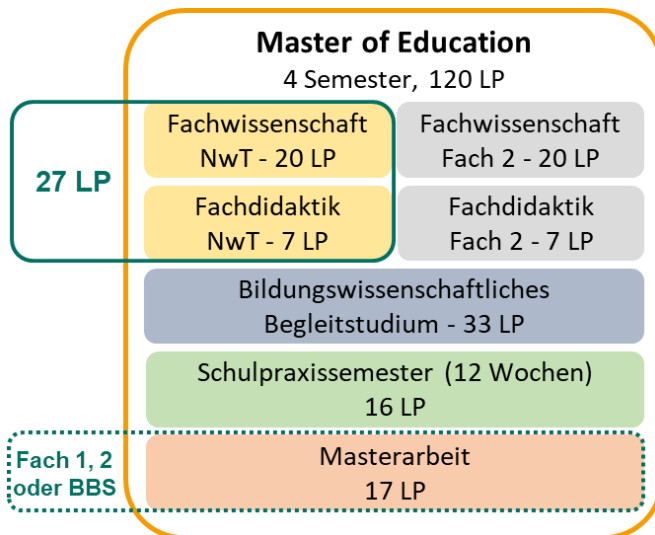 Master of Education
4 Semester, 120 LP
27 LP
Fachwissenschaft
NwT - 20 LP
Fachwissenschaft
Fach 2 - 20 LP
Fachdidaktik
NwT - 7 LP
Fachdidaktik
Fach 2 - 7 LP
Bildungswissenschaftliches
Begleitstudium - 33 LP
Schulpraxissemester (12 Wochen)
16 LP
Fach 1, 2
oder BBS
Masterarbeit
17 LP